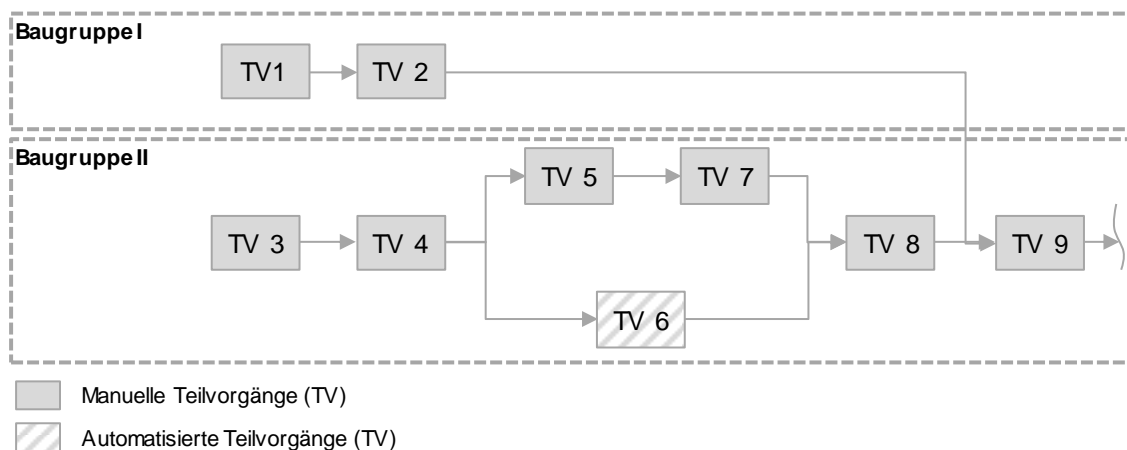 Baugruppe I
TV1
TV 2
Baugruppe II
TV 5
TV 7
TV 3
TV 4
TV 8
TV 9
TV 6
Manuelle Teilvorgänge (TV)
Automatisierte Teilvorgänge (TV)